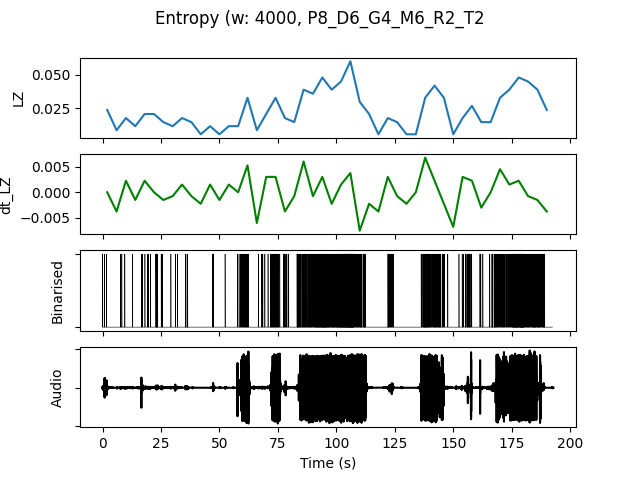 Entropy (w: 4000, P8_D6_G4_M6_R2_T2
0.050
0.025
LZ
0.005
0.000
−0.005
dt_LZ
Binarised
Audio
0 25 50 75 100 125 150 175 200
Time (s)